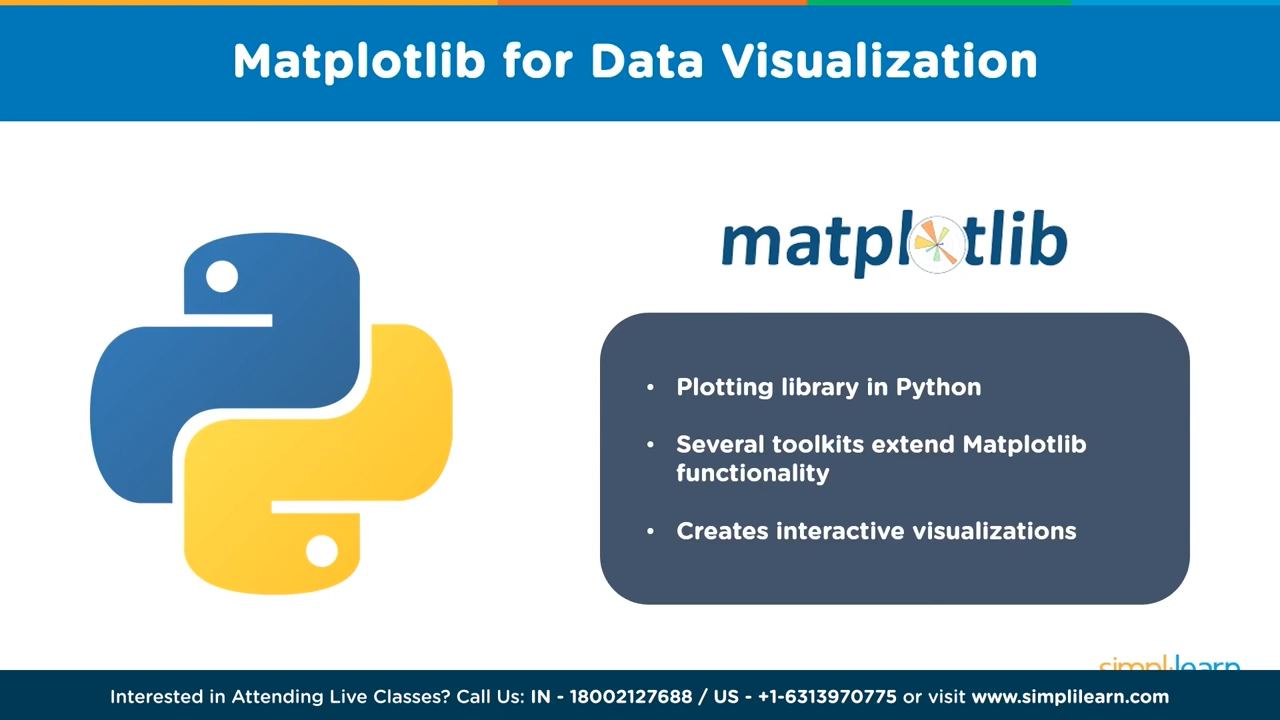 Matplotlib for Data Visualization
matplotlib
• Plotting library in Python
• Several toolkits extend Matplotlib
functionality
• Creates interactive visualizations
simplilearn
Interested in Attending Live Classes? Call Us: IN - 18002127688 / US - +1-6313970775 or visit www.simplilearn.com